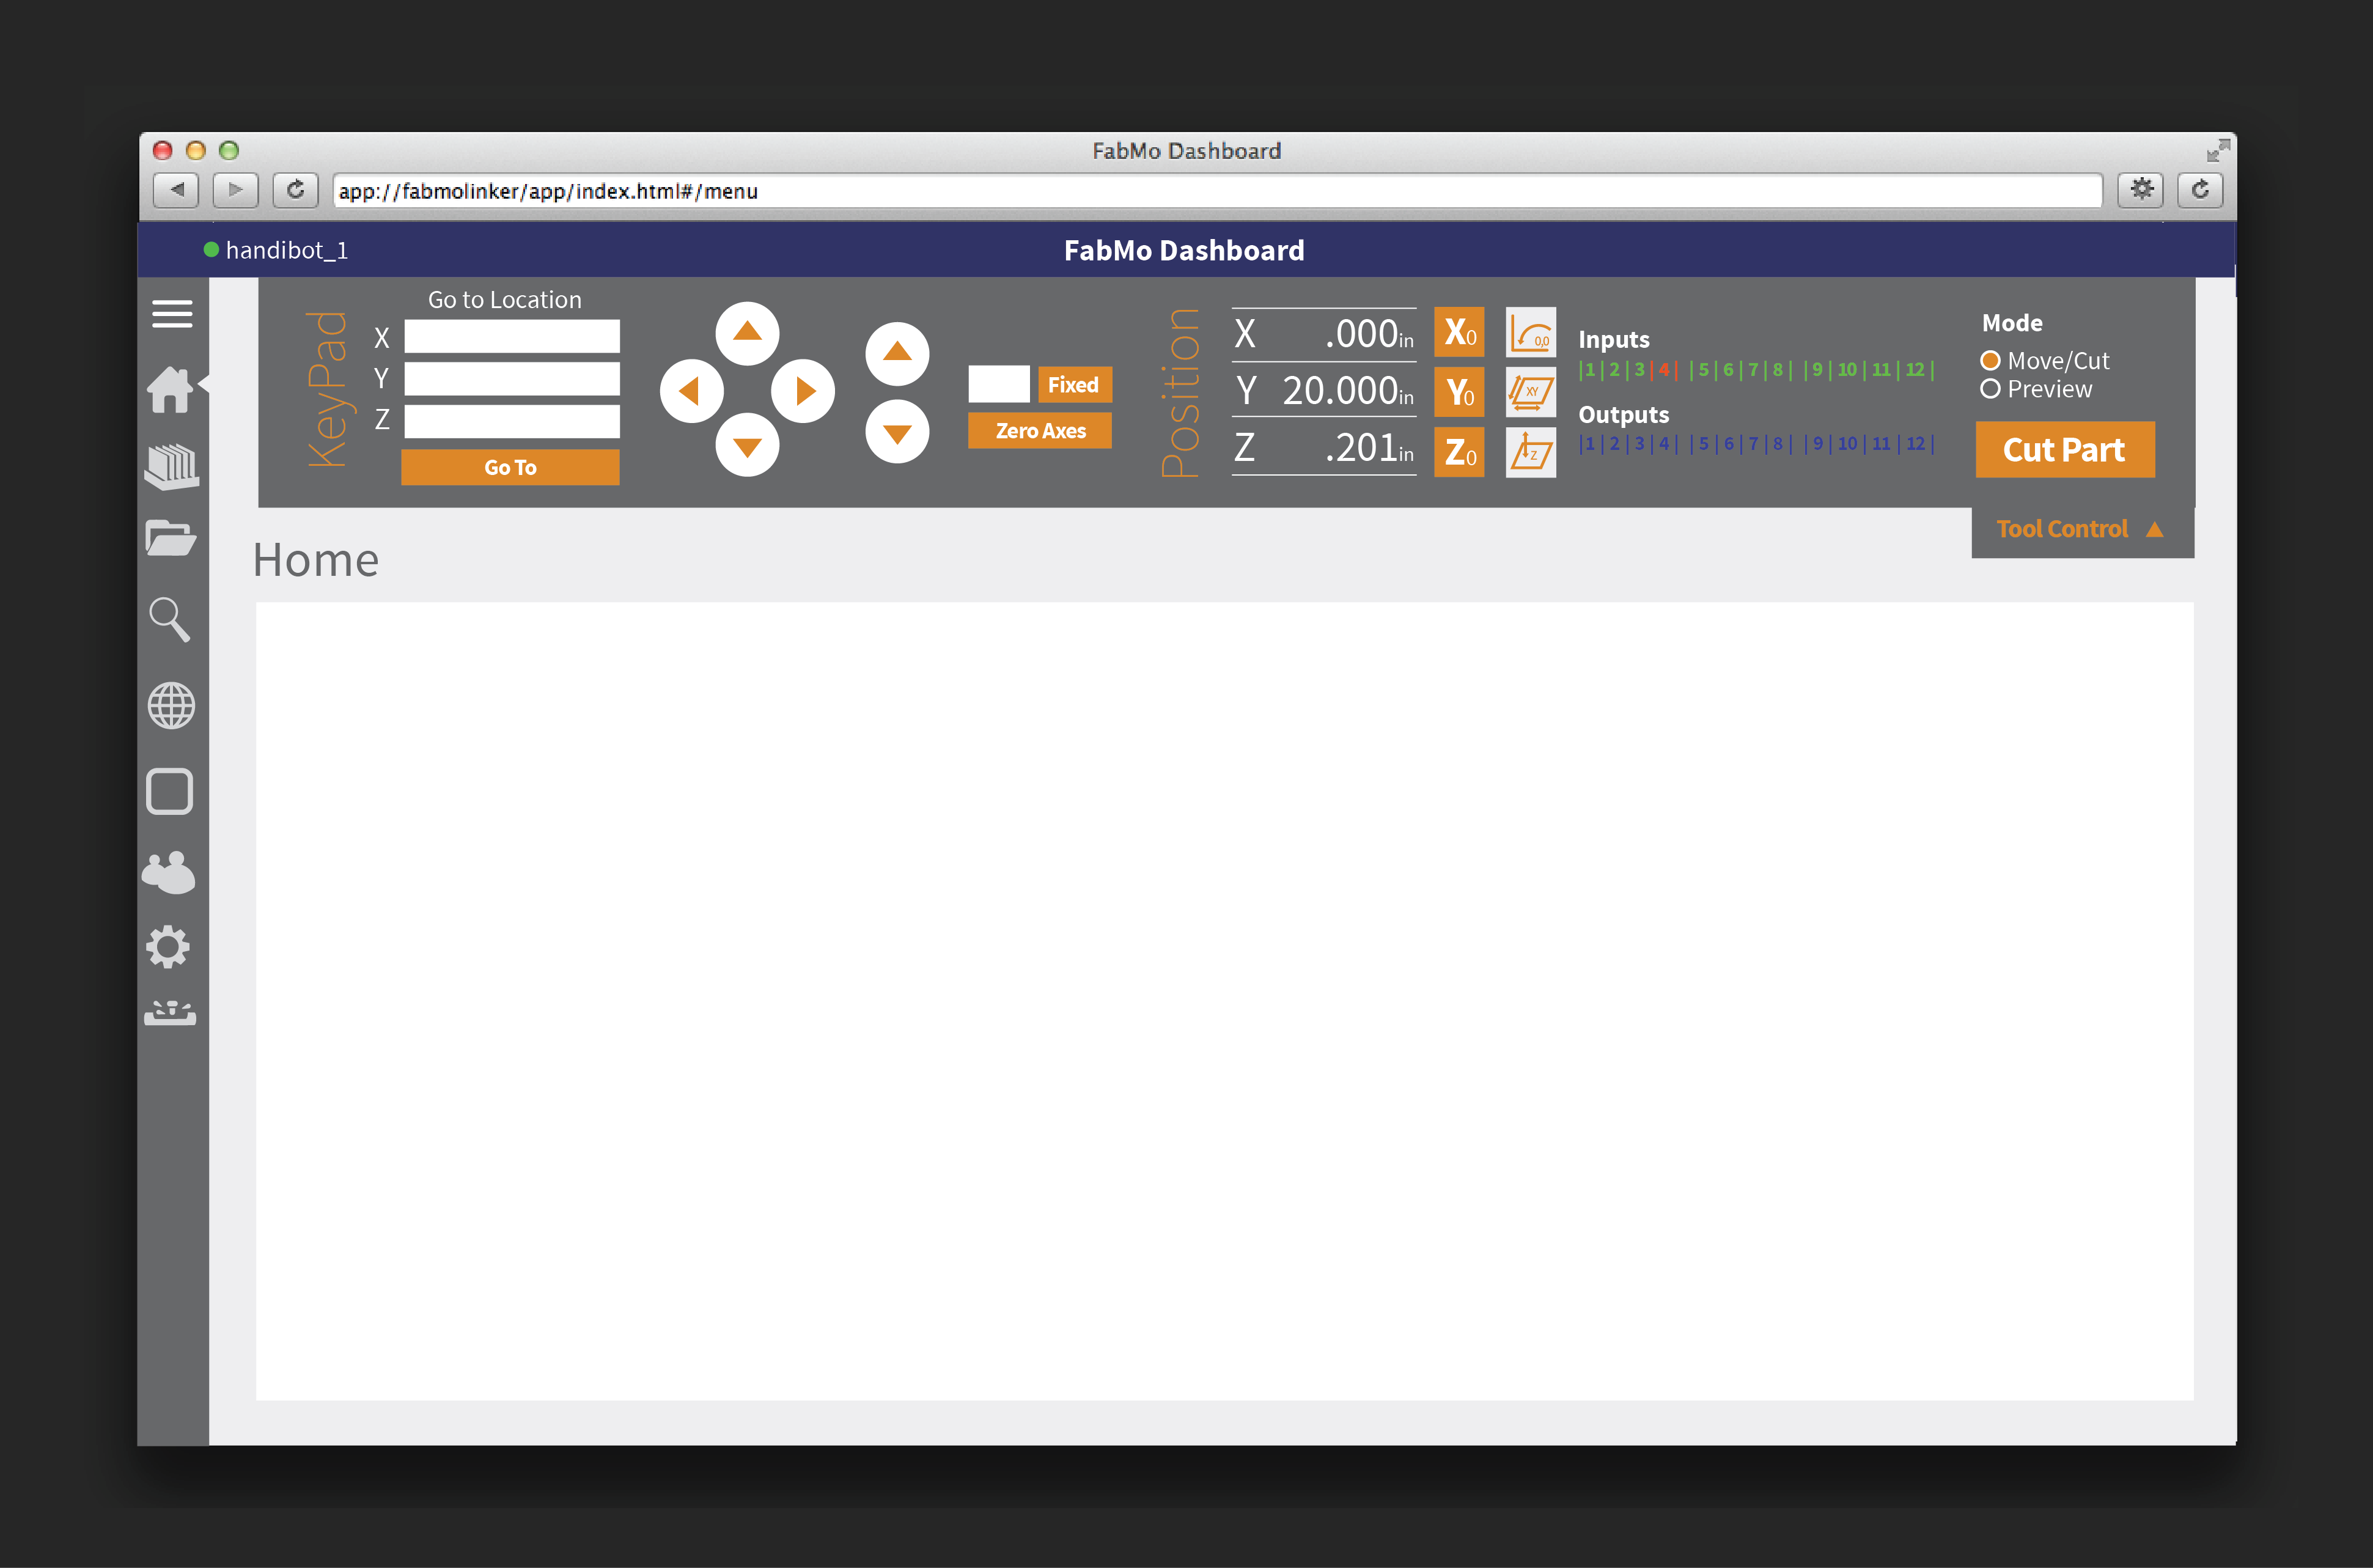 FabMo Dashboard
app://fabmolinker/app/index.html#/menu
handibot_1
FabMo Dashboard
KeyPad
Go to Location
X
Y
Z
Go To
Fixed
Zero Axes
Position
X .000in
Y 20.000in
Z .201in
X0
Y0
Z0
0,0
XY
Z
Inputs
|1|2|3|4| |5|6|7|8| |9|10|11|12|
Outputs
|1|2|3|4| |5|6|7|8| |9|10|11|12|
Mode
Move/Cut
Preview
Cut Part
Tool Control
Home